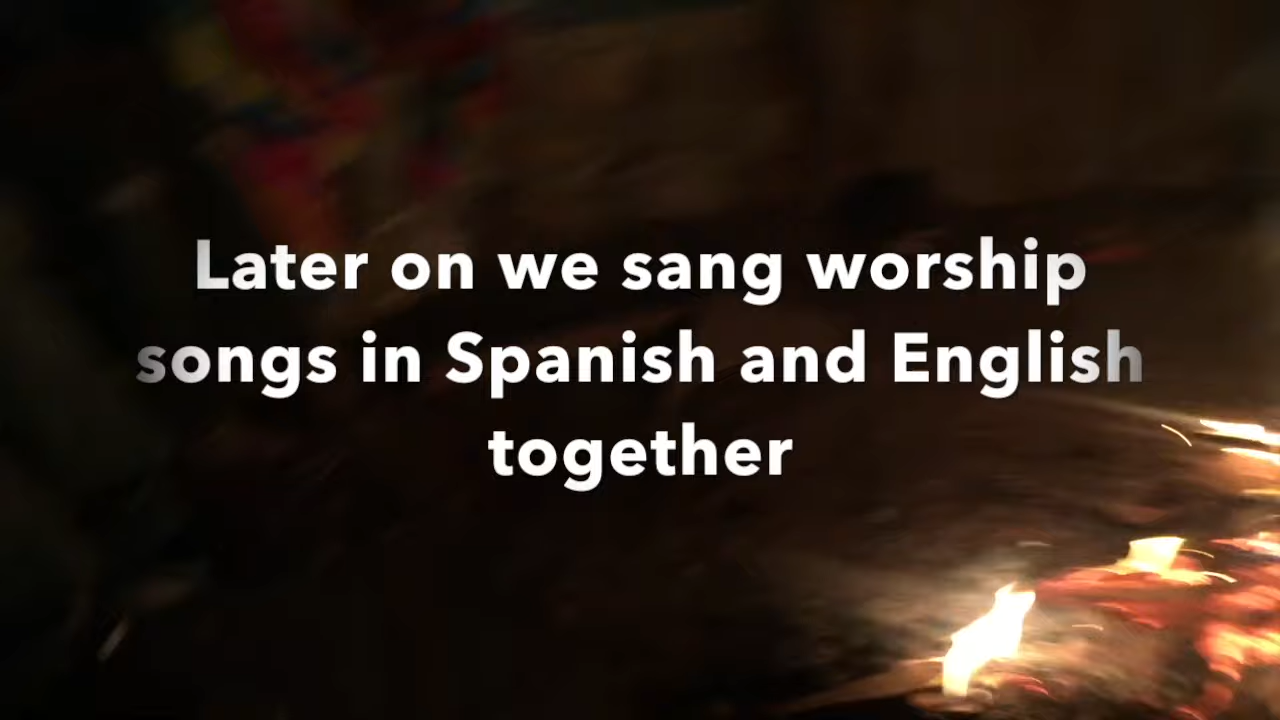 Later on we sang worship
songs in Spanish and English
together